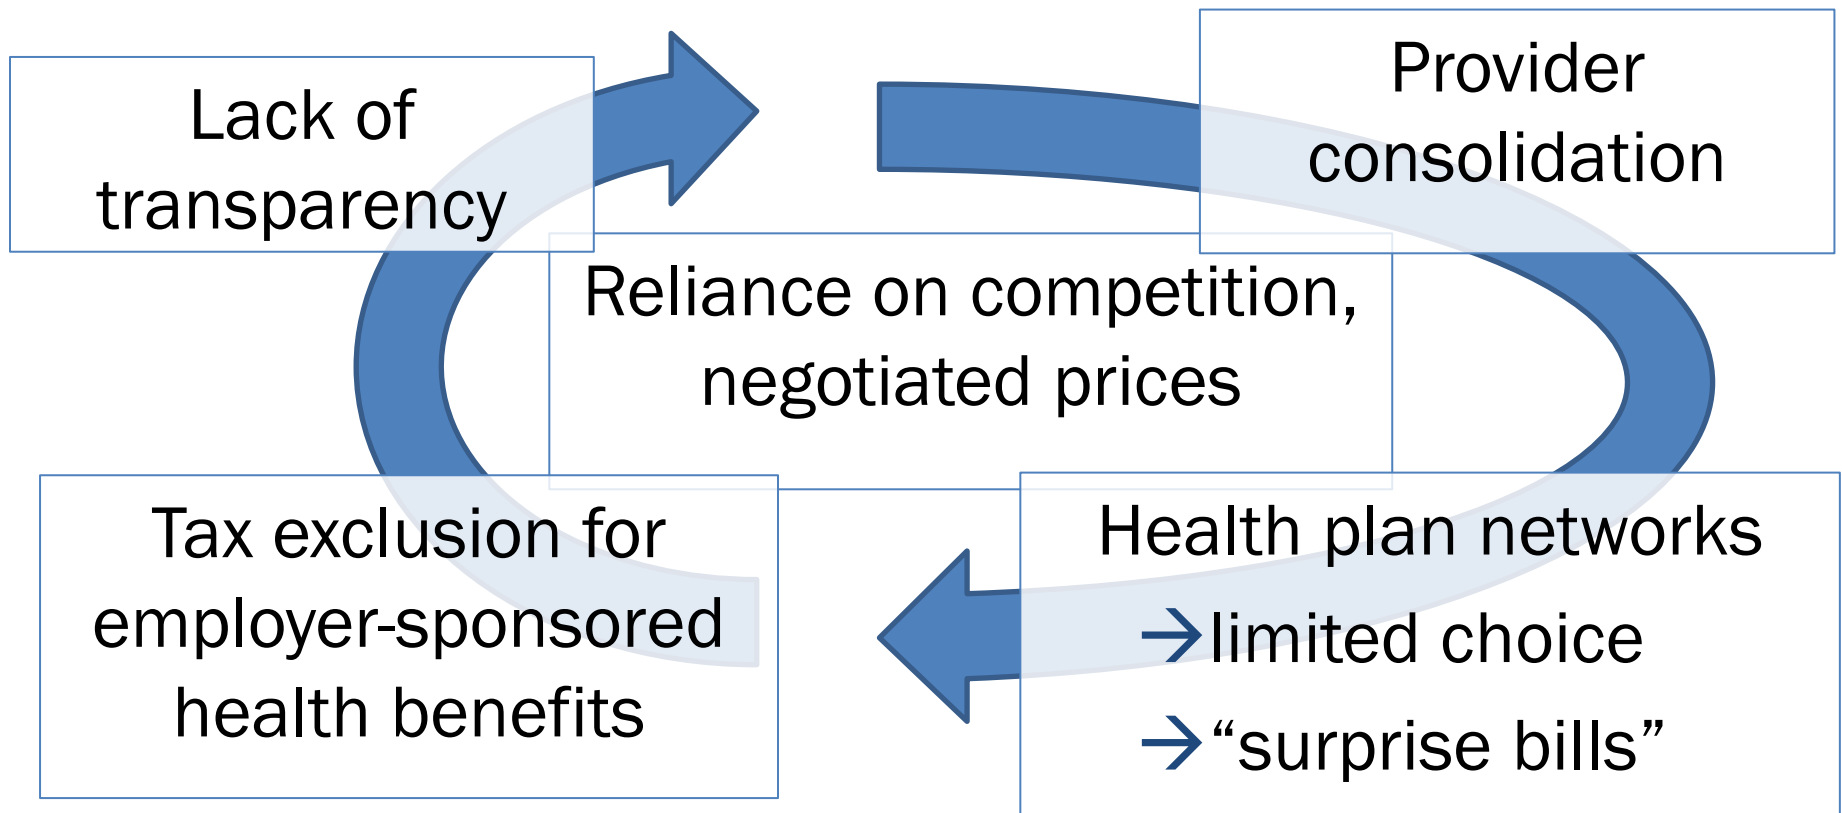 Lack of
transparency
Provider
consolidation
Reliance on competition,
negotiated prices
Tax exclusion for
employer-sponsored
health benefits
Health plan networks
→limited choice
→“surprise bills”